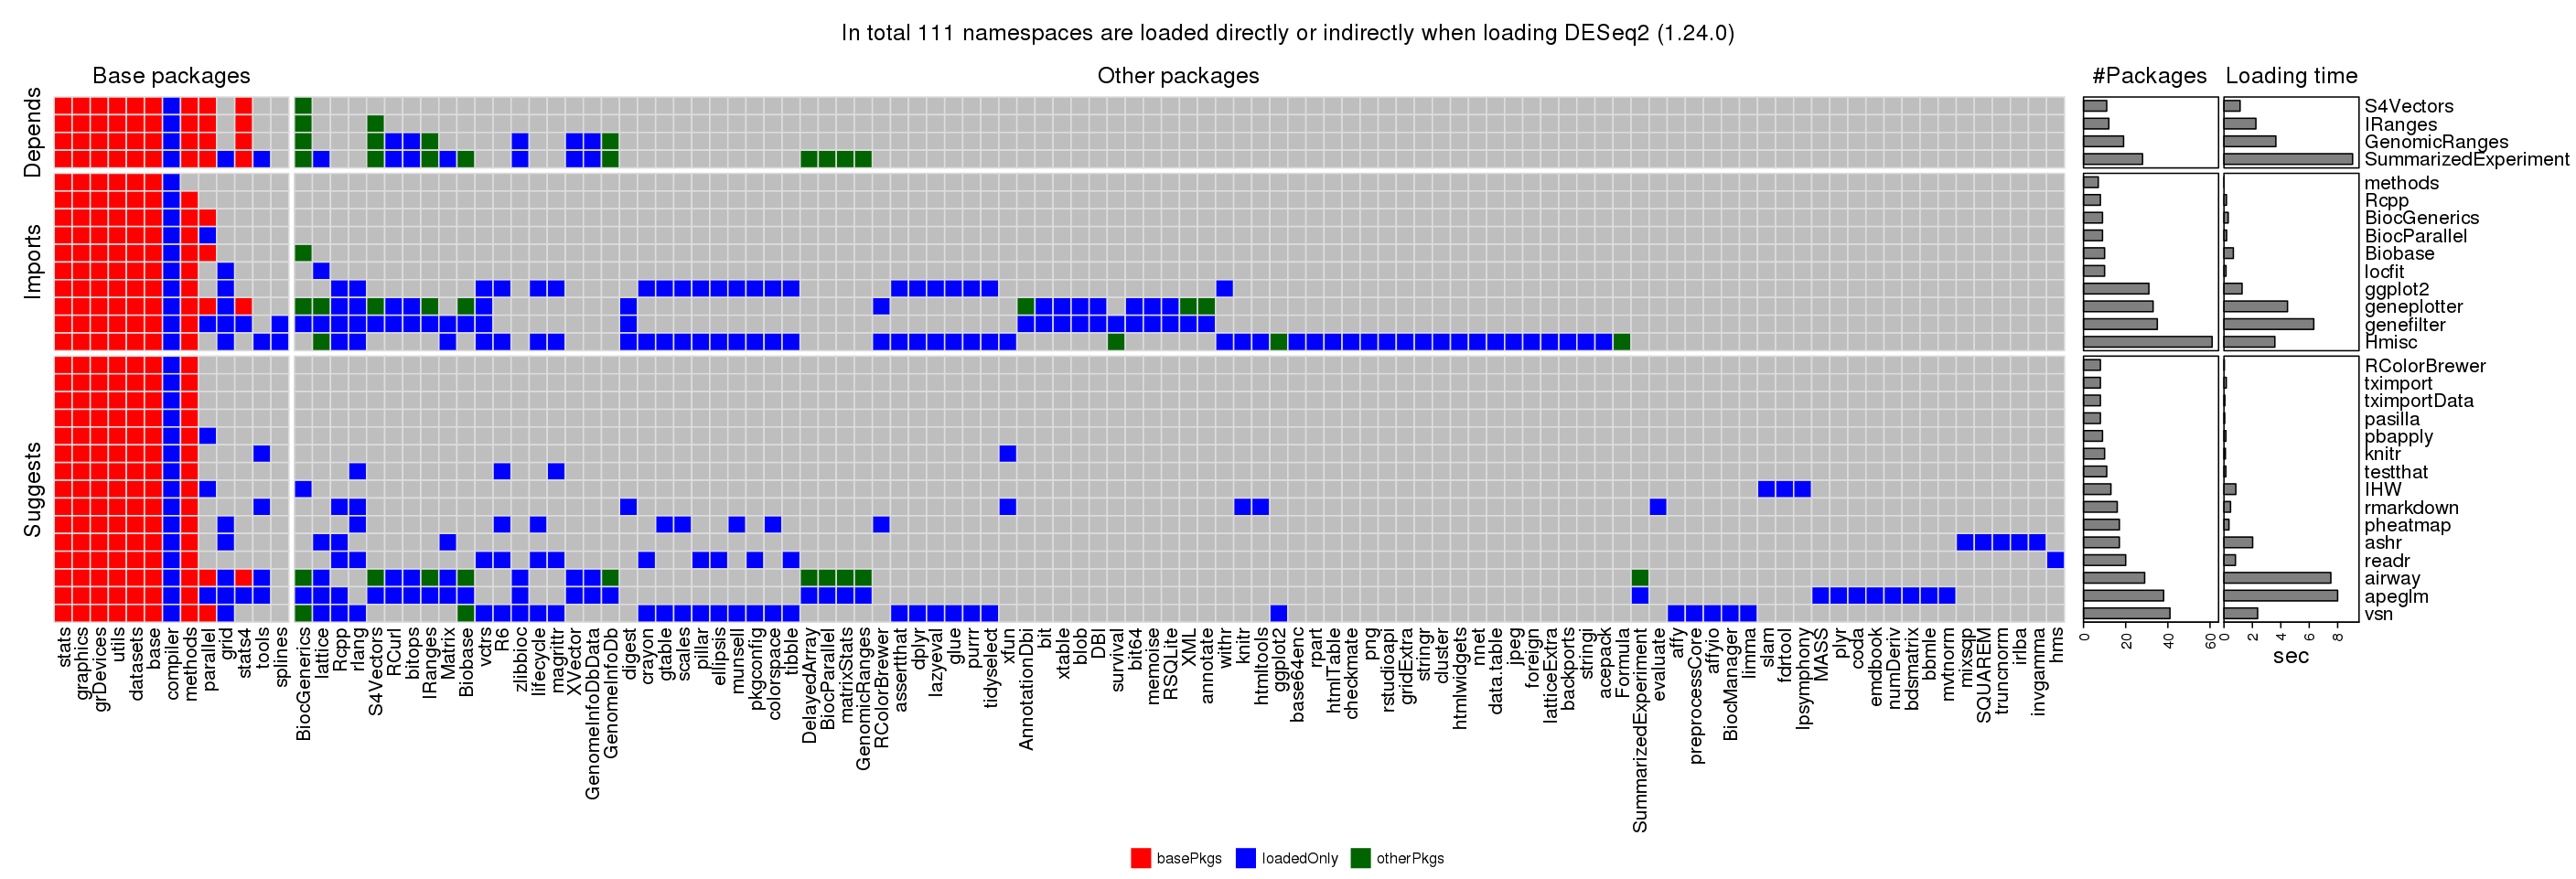 In total 111 namespaces are loaded directly or indirectly when loading DESeq2 (1.24.0)
Base packages
Other packages
#Packages
Loading time
Depends
S4Vectors
IRanges
GenomicRanges
SummarizedExperiment
Imports
methods
Rcpp
BiocGenerics
BiocParallel
Biobase
locfit
ggplot2
geneplotter
genefilter
Hmisc
Suggests
RColorBrewer
tximport
tximportData
pasilla
pbapply
knitr
testthat
IHW
rmarkdown
pheatmap
ashr
readr
airway
apeglm
vsn
stats
graphics
grDevices
utils
datasets
base
compiler
methods
parallel
grid
stats4
tools
splines
BiocGenerics
lattice
Rcpp
rlang
S4Vectors
RCurl
bitops
IRanges
Matrix
Biobase
vctrs
R6
zlibbioc
lifecycle
magrittr
XVector
GenomeInfoDbData
GenomeInfoDb
digest
crayon
gtable
scales
pillar
ellipsis
munsell
pkgconfig
colorspace
tibble
DelayedArray
BiocParallel
matrixStats
GenomicRanges
RColorBrewer
assertthat
dplyr
lazyeval
glue
purrr
tidyselect
xfun
AnnotationDbi
bit
xtable
blob
DBI
survival
bit64
memoise
RSQLite
XML
annotate
withr
knitr
htmltools
ggplot2
base64enc
rpart
htmlTable
checkmate
png
rstudioapi
gridExtra
stringr
cluster
htmlwidgets
nnet
data.table
jpeg
foreign
latticeExtra
backports
stringi
acepack
Formula
SummarizedExperiment
evaluate
affy
preprocessCore
affyio
BiocManager
limma
slam
fdrtool
lpsymphony
MASS
plyr
coda
emdbook
numDeriv
bdsmatrix
bbmle
mvtnorm
mixsqp
SQUAREM
truncnorm
irlba
invgamma
hms
0 20 40 60
0 2 4 6 8
sec
basePkgs loadedOnly otherPkgs